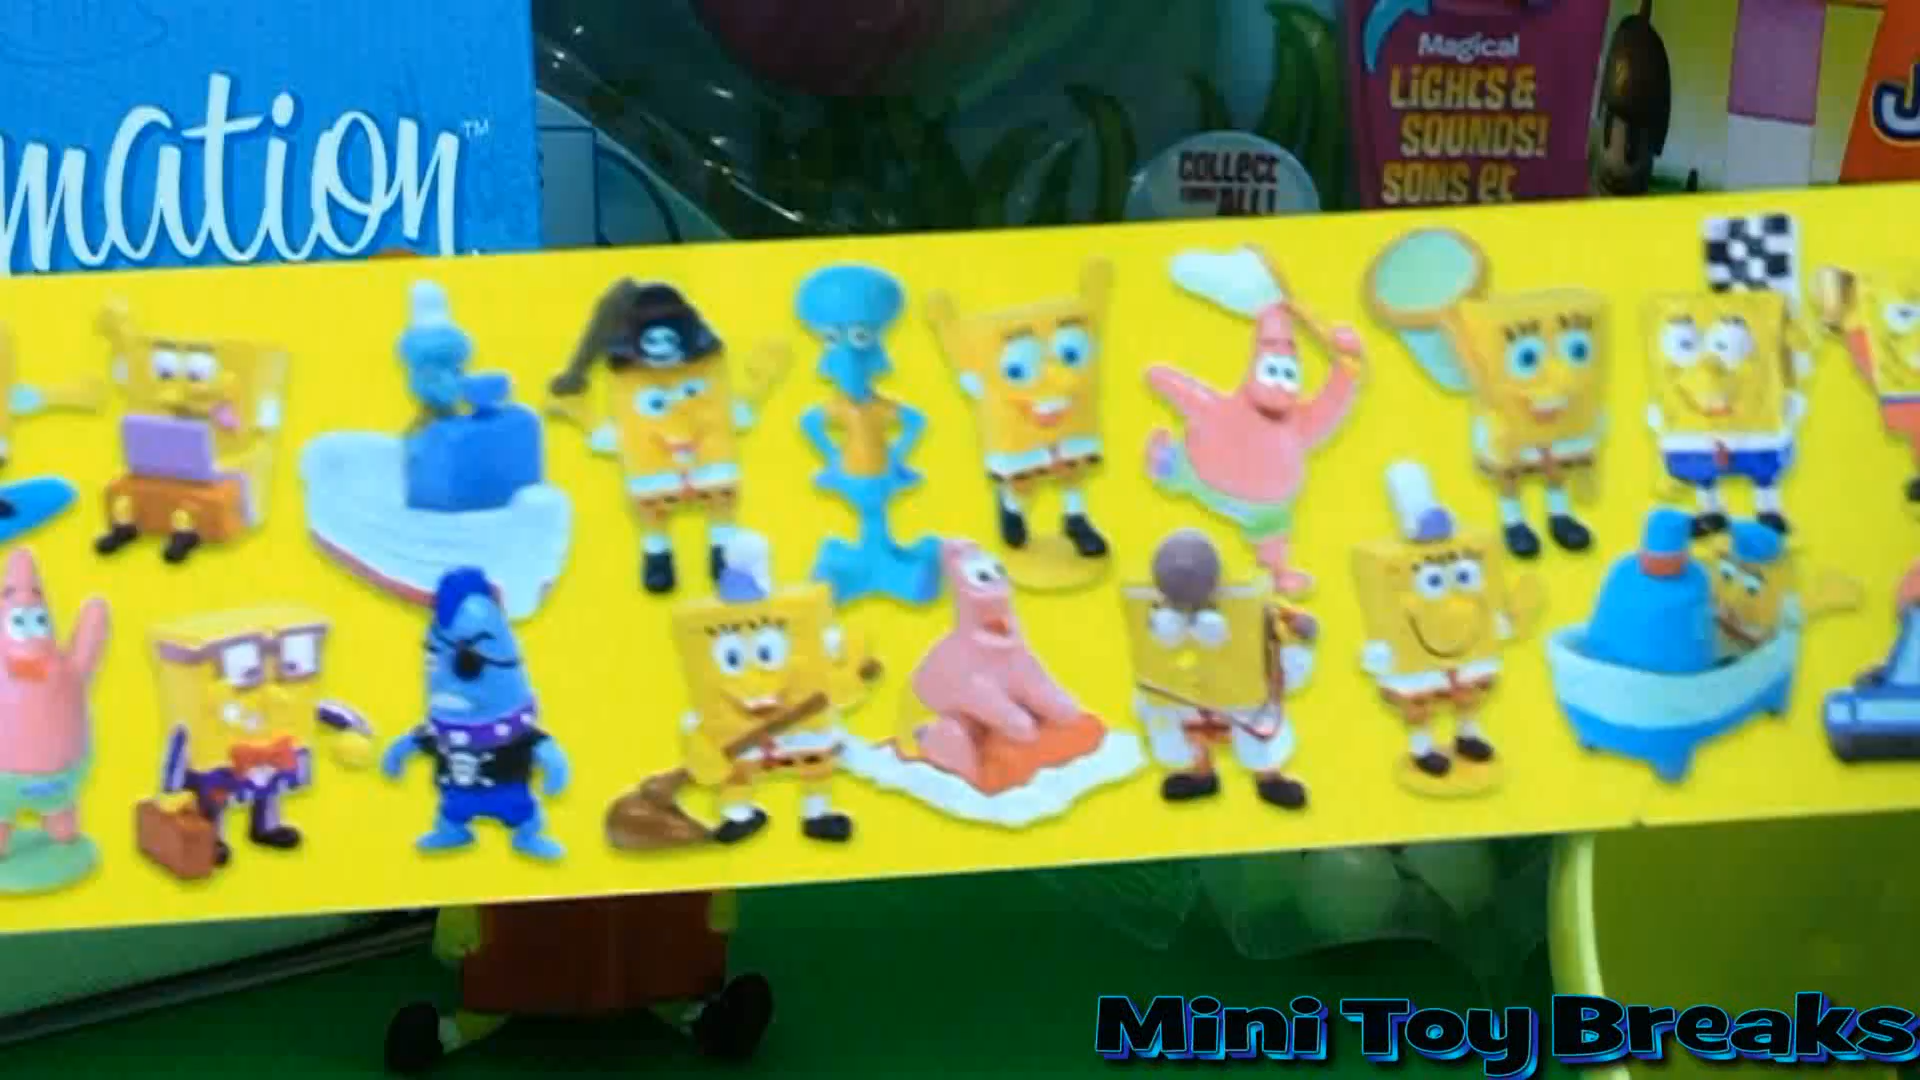 mation™
Magical
LIGHTS &
SOUNDS!
SONS et
COLLECT
ALL!
S
J
Mini Toy Breaks